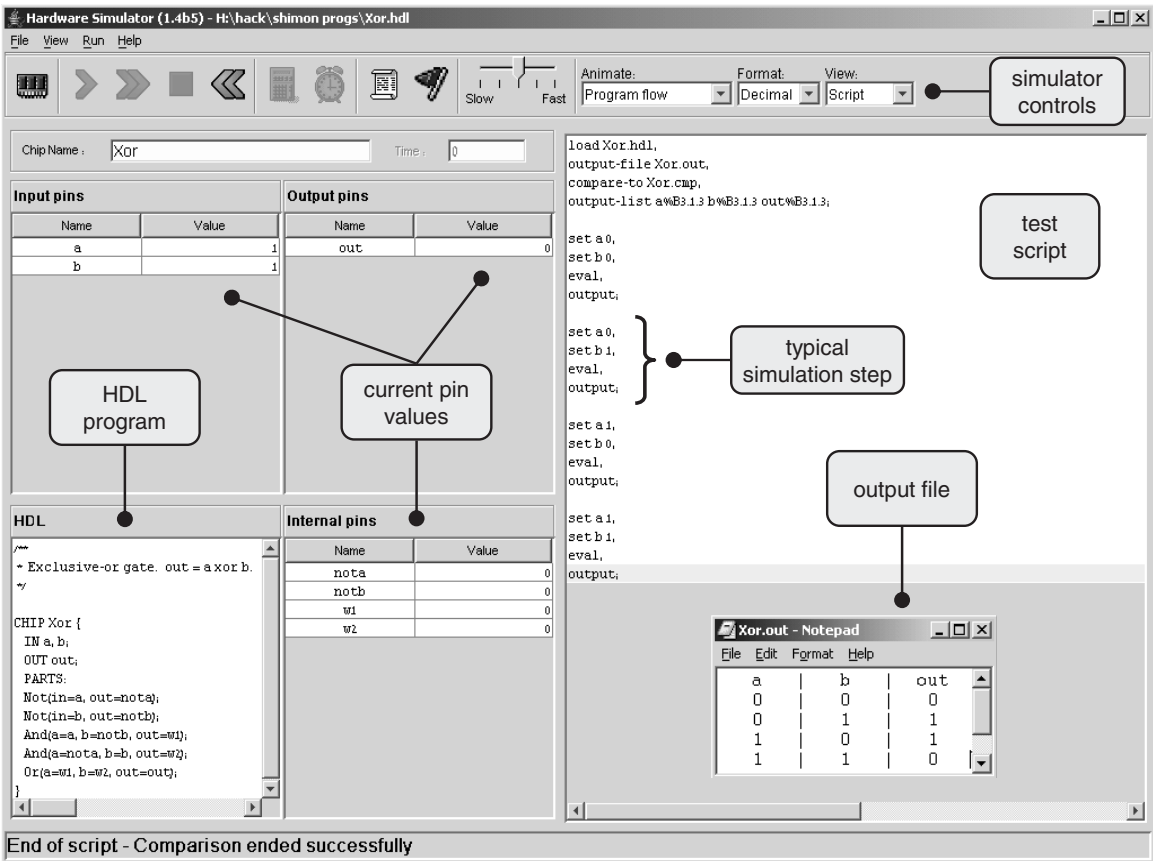 Hardware Simulator (1.4b5) - H:\hack\shimon progs\Xor.hdl
File View Run Help
Slow Fast
Animate: Format: View:
Program flow Decimal Script
simulator
controls
Chip Name : Xor Time : 0
Input pins
Name Value
a 1
b 1
Output pins
Name Value
out 0
HDL
program
current pin
values
HDL
/**
* Exclusive-or gate. out = a xor b.
*/
CHIP Xor {
IN a, b;
OUT out;
PARTS:
Not(in=a, out=nota);
Not(in=b, out=notb);
And(a=a, b=notb, out=w1);
And(a=nota, b=b, out=w2);
Or(a=w1, b=w2, out=out);
}
Internal pins
Name Value
nota 0
notb 0
w1 0
w2 0
load Xor.hdl,
output-file Xor.out,
compare-to Xor.cmp,
output-list a%B3.1.3 b%B3.1.3 out%B3.1.3;
set a 0,
set b 0,
eval,
output;
set a 0,
set b 1,
eval,
output;
set a 1,
set b 0,
eval,
output;
set a 1,
set b 1,
eval,
output;
test
script
typical
simulation step
output file
Xor.out - Notepad
File Edit Format Help
a | b | out
0 | 0 | 0
0 | 1 | 1
1 | 0 | 1
1 | 1 | 0
End of script - Comparison ended successfully